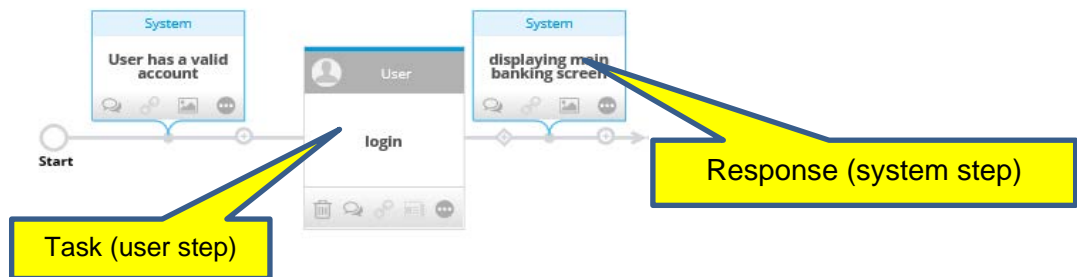 System
User has a valid
account
User
login
System
displaying main
banking screen
Start
Task (user step)
Response (system step)